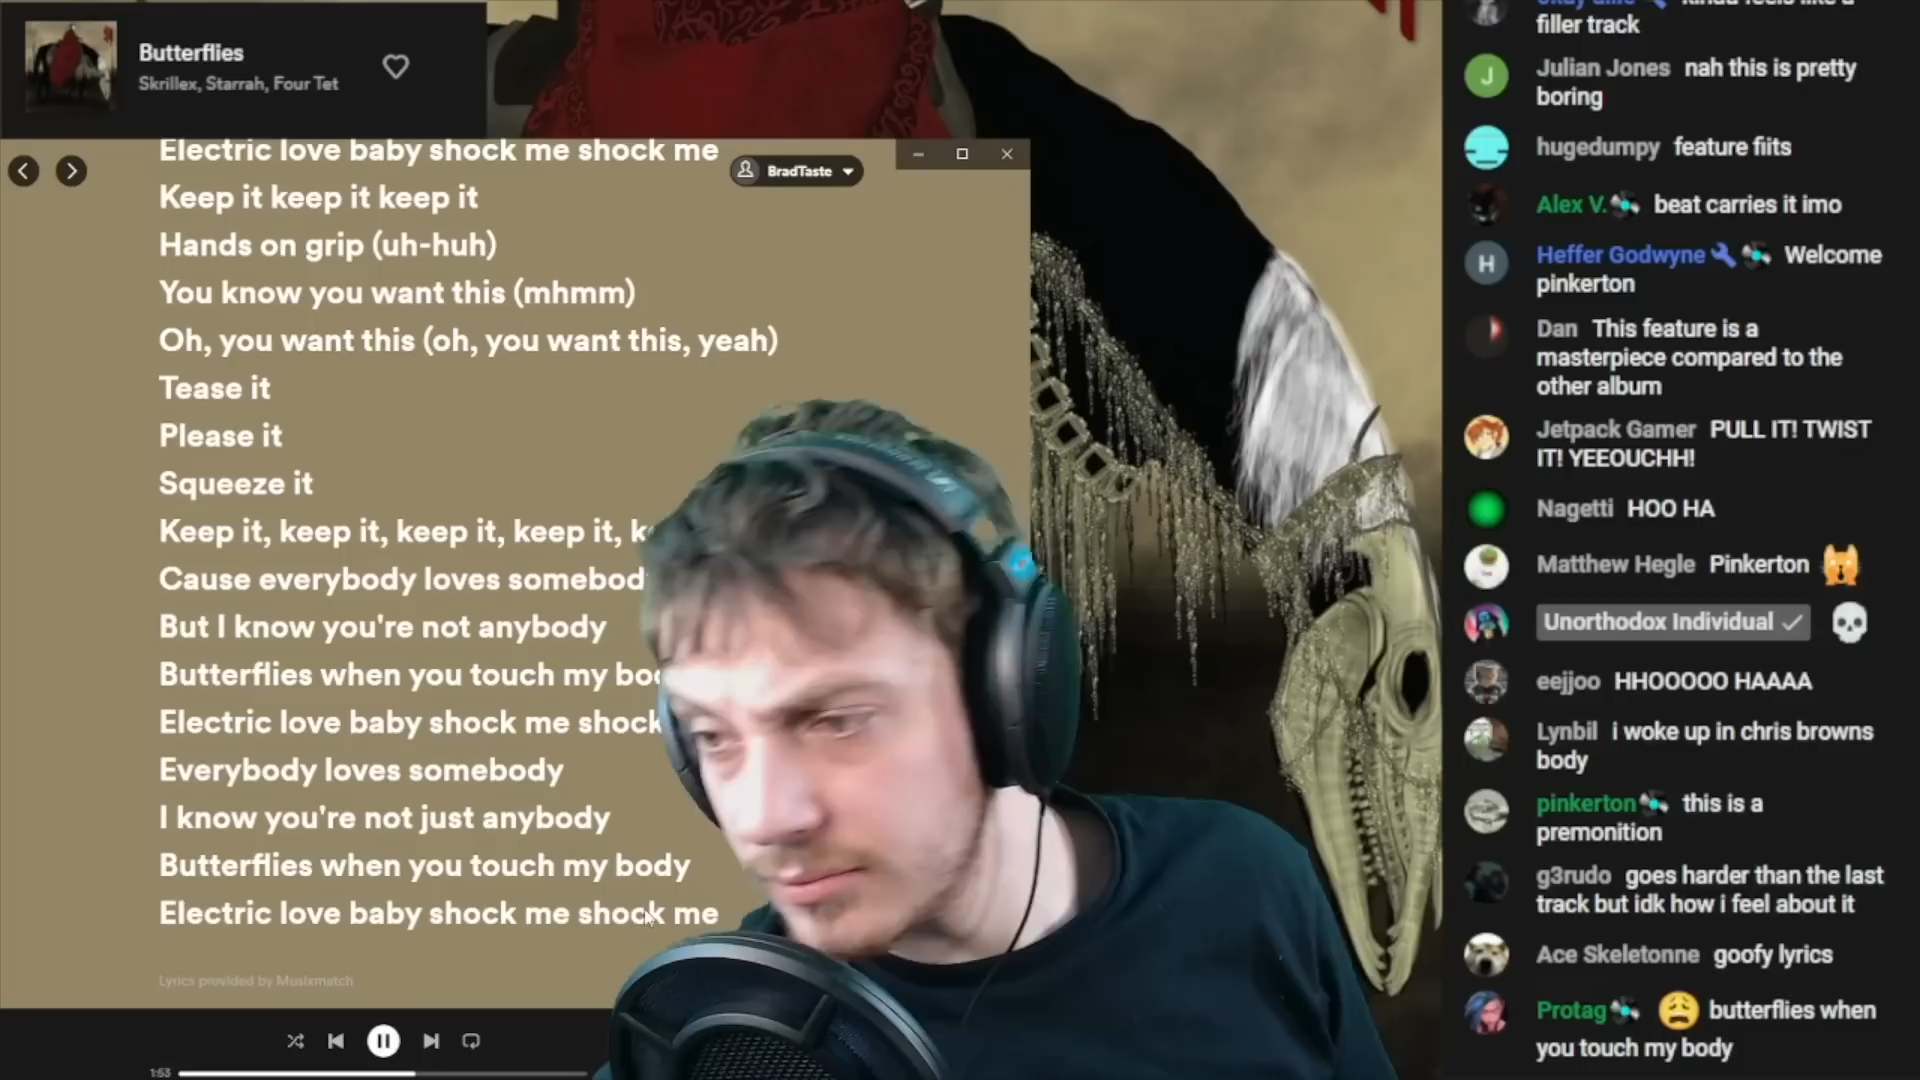 Butterflies
Skrillex, Starrah, Four Tet
BradTaste
Electric love baby shock me shock me
Keep it keep it keep it
Hands on grip (uh-huh)
You know you want this (mhmm)
Oh, you want this (oh, you want this, yeah)
Tease it
Please it
Squeeze it
Keep it, keep it, keep it, keep it, k
Cause everybody loves somebod
But I know you're not anybody
Butterflies when you touch my bo
Electric love baby shock me shock
Everybody loves somebody
I know you're not just anybody
Butterflies when you touch my body
Electric love baby shock me shock me
Lyrics provided by Musixmatch
1:53
filler track
Julian Jones nah this is pretty
boring
hugedumpy feature fiits
Alex V. beat carries it imo
Heffer Godwyne Welcome
pinkerton
Dan This feature is a
masterpiece compared to the
other album
Jetpack Gamer PULL IT! TWIST
IT! YEEOUCHH!
Nagetti HOO HA
Matthew Hegle Pinkerton
Unorthodox Individual
eejjoo HHOOOOO HAAAA
Lynbil i woke up in chris browns
body
pinkerton this is a
premonition
g3rudo goes harder than the last
track but idk how i feel about it
Ace Skeletonne goofy lyrics
Protag butterflies when
you touch my body